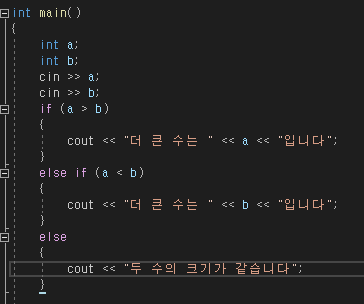 int main()
{
int a;
int b;
cin >> a;
cin >> b;
if (a > b)
{
cout << "더 큰 수는 " << a << "입니다";
}
else if (a < b)
{
cout << "더 큰 수는 " << b << "입니다";
}
else
{
cout << "두 수의 크기가 같습니다";
}